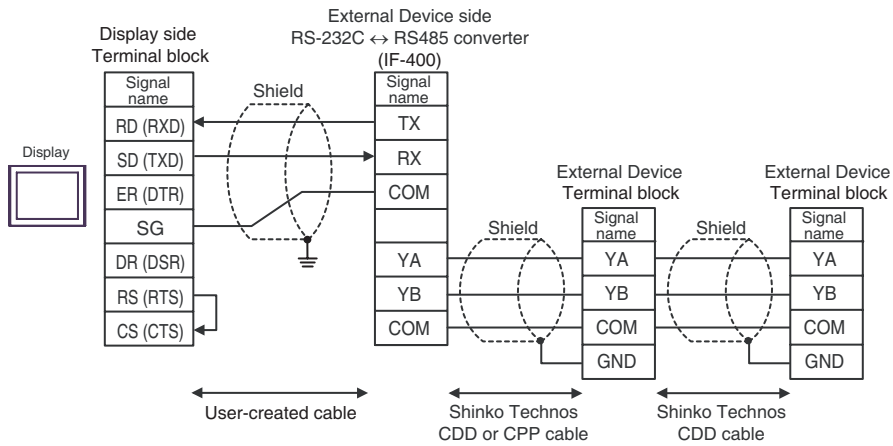 External Device side
RS-232C ↔ RS485 converter
(IF-400)
Display side
Terminal block
Signal
name
RD (RXD)
SD (TXD)
ER (DTR)
SG
DR (DSR)
RS (RTS)
CS (CTS)
Display
Shield
Signal
name
TX
RX
COM
YA
YB
COM
Shield
External Device
Terminal block
Signal
name
YA
YB
COM
GND
Shield
External Device
Terminal block
Signal
name
YA
YB
COM
GND
User-created cable
Shinko Technos
CDD or CPP cable
Shinko Technos
CDD cable